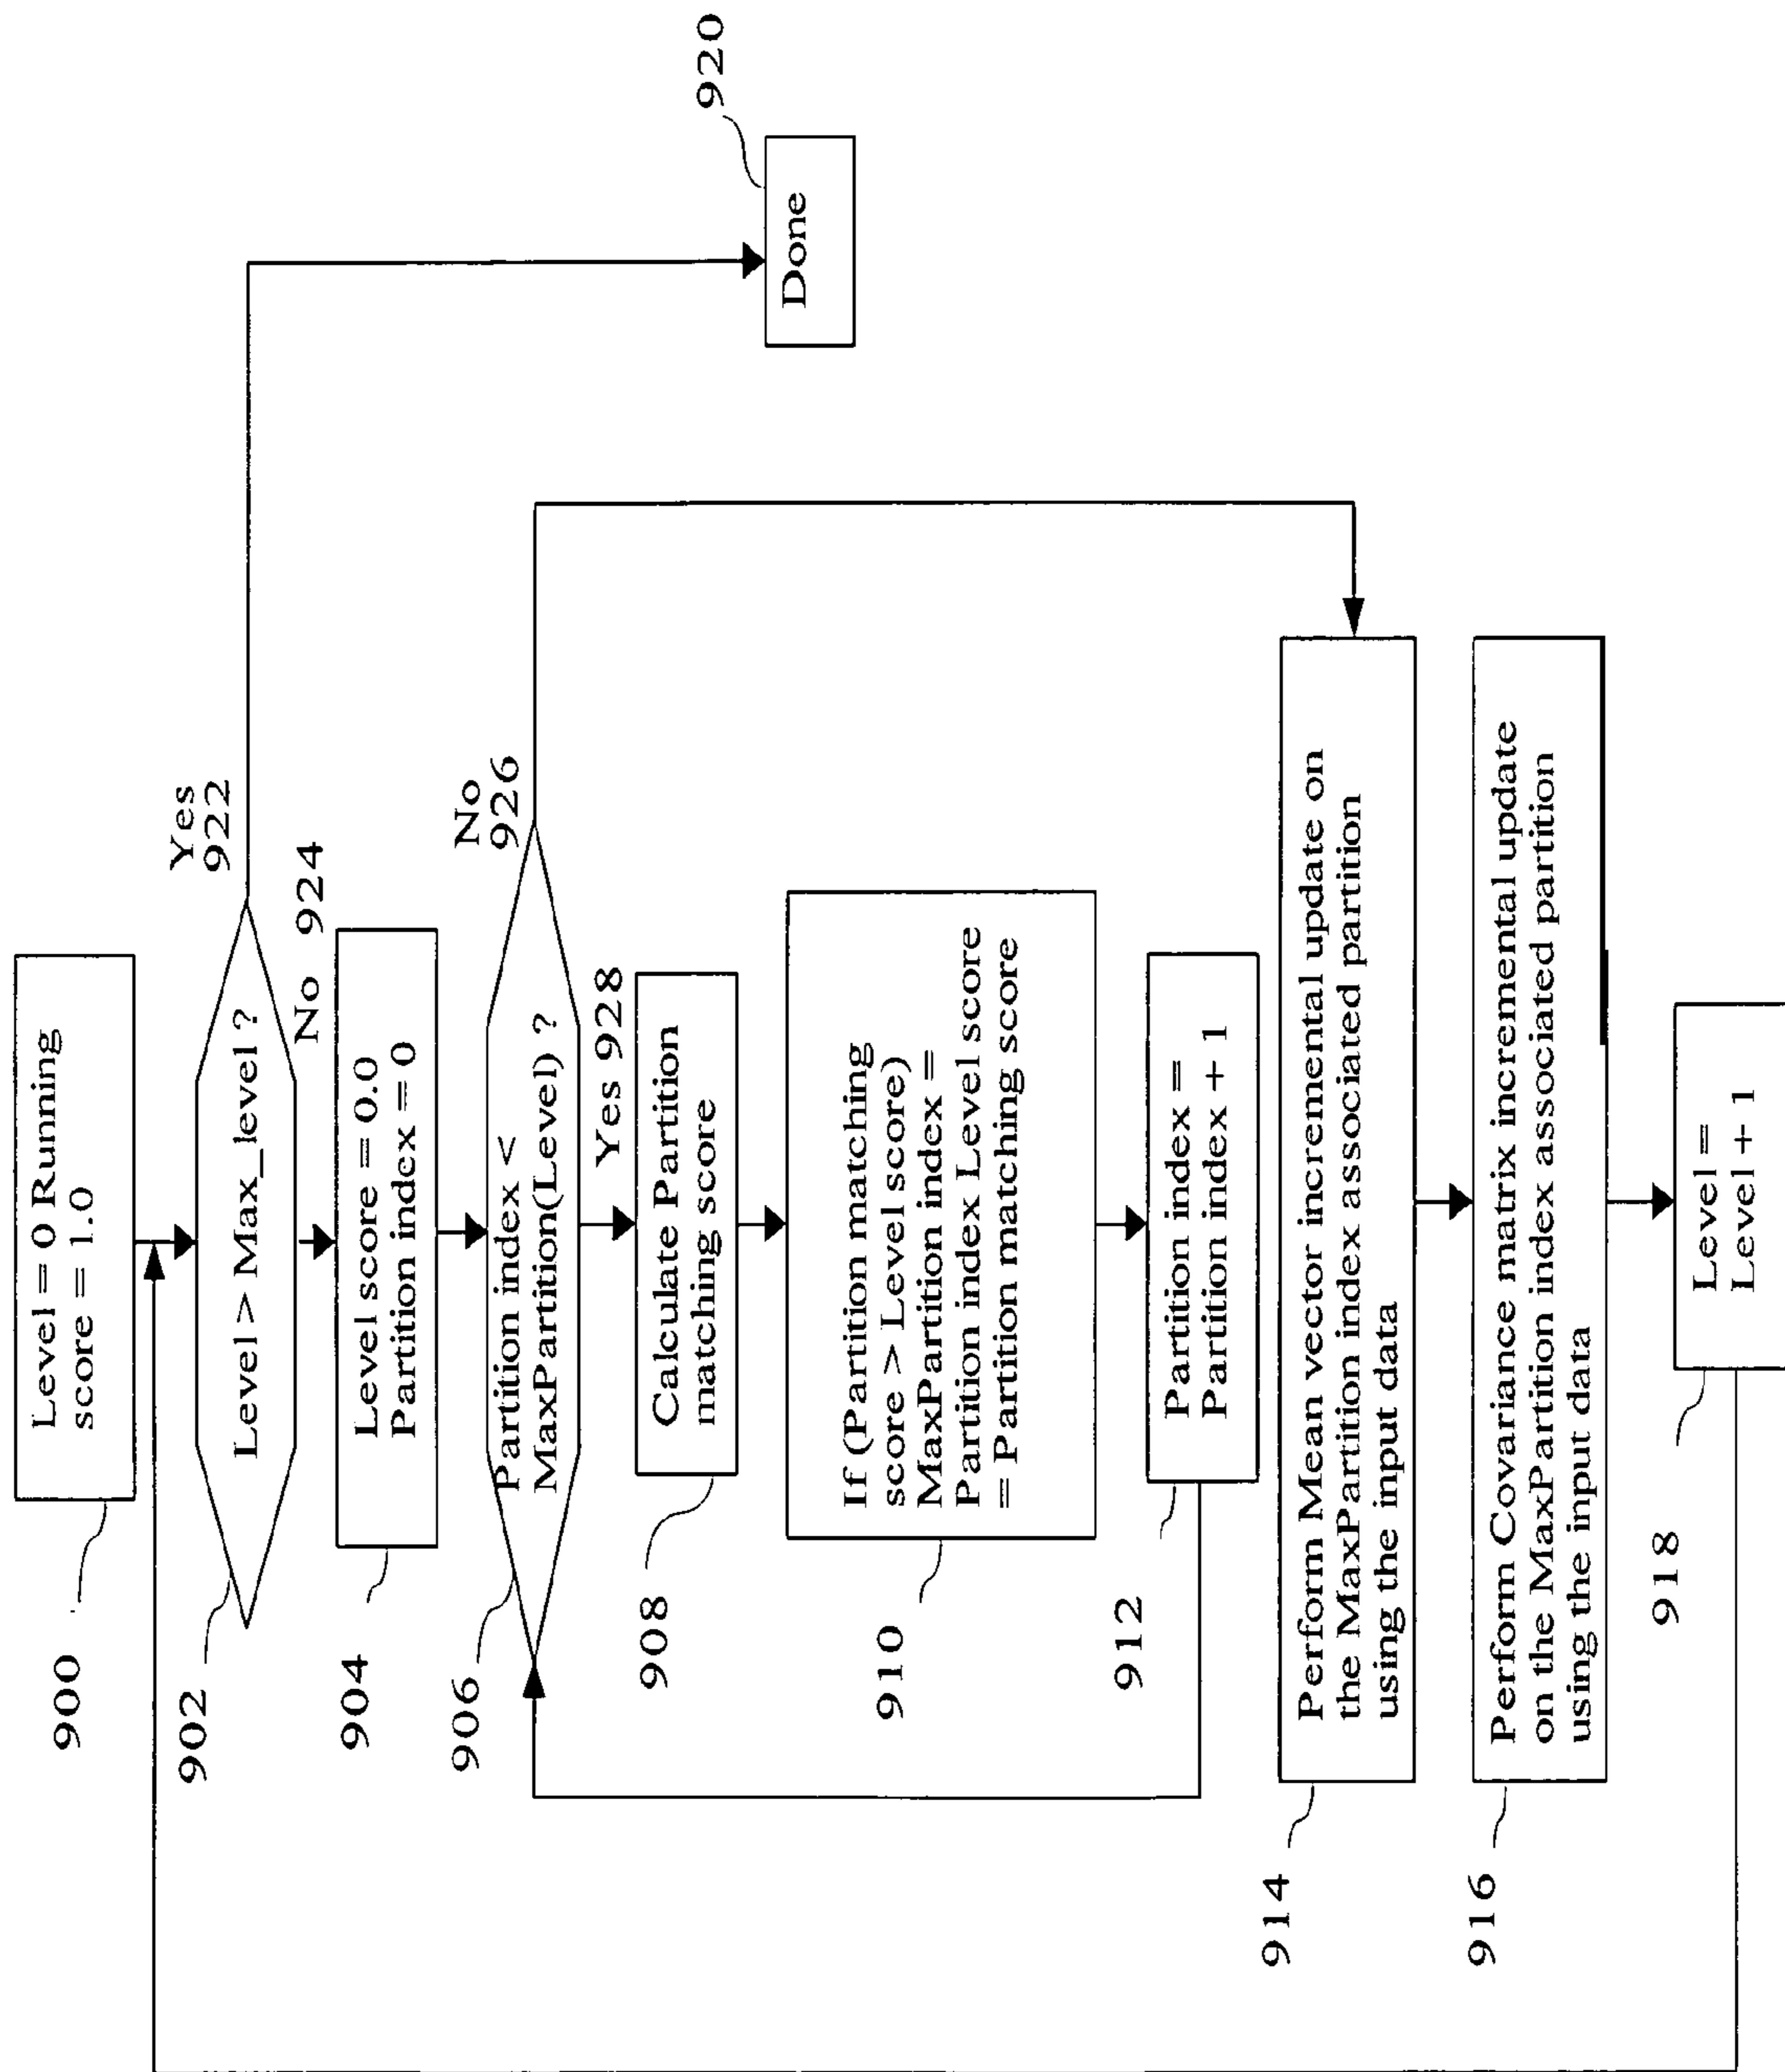 900
Level = 0 Running
score = 1.0
902
Level > Max_level ?
Yes
922
No 924
904
Level score = 0.0
Partition index = 0
906
Partition index <
MaxPartition(Level) ?
No
926
Yes 928
908
Calculate Partition
matching score
910
If (Partition matching
score > Level score)
MaxPartition index =
Partition index Level score
= Partition matching score
912
Partition index =
Partition index + 1
914
Perform Mean vector incremental update on
the MaxPartition index associated partition
using the input data
916
Perform Covariance matrix incremental update
on the MaxPartition index associated partition
using the input data
918
Level =
Level + 1
920
Done